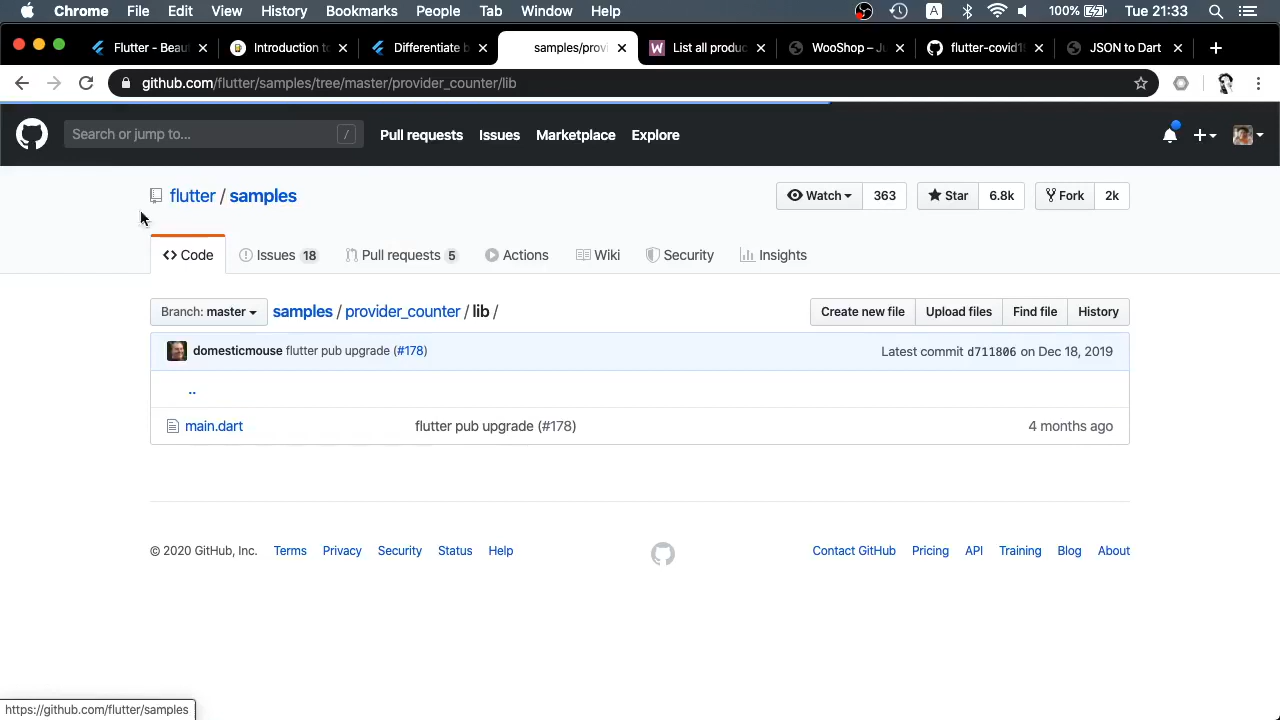 Chrome File Edit View History Bookmarks People Tab Window Help A 100% Tue 21:33
Flutter - Beau Introduction to Differentiate b samples/provi List all produc WooShop – Ju flutter-covid1 JSON to Dart
github.com/flutter/samples/tree/master/provider_counter/lib
Search or jump to... / Pull requests Issues Marketplace Explore
flutter / samples Watch 363 Star 6.8k Fork 2k
Code Issues 18 Pull requests 5 Actions Wiki Security Insights
Branch: master samples / provider_counter / lib / Create new file Upload files Find file History
domesticmouse flutter pub upgrade (#178) Latest commit d711806 on Dec 18, 2019
..
main.dart flutter pub upgrade (#178) 4 months ago
© 2020 GitHub, Inc. Terms Privacy Security Status Help Contact GitHub Pricing API Training Blog About
https://github.com/flutter/samples